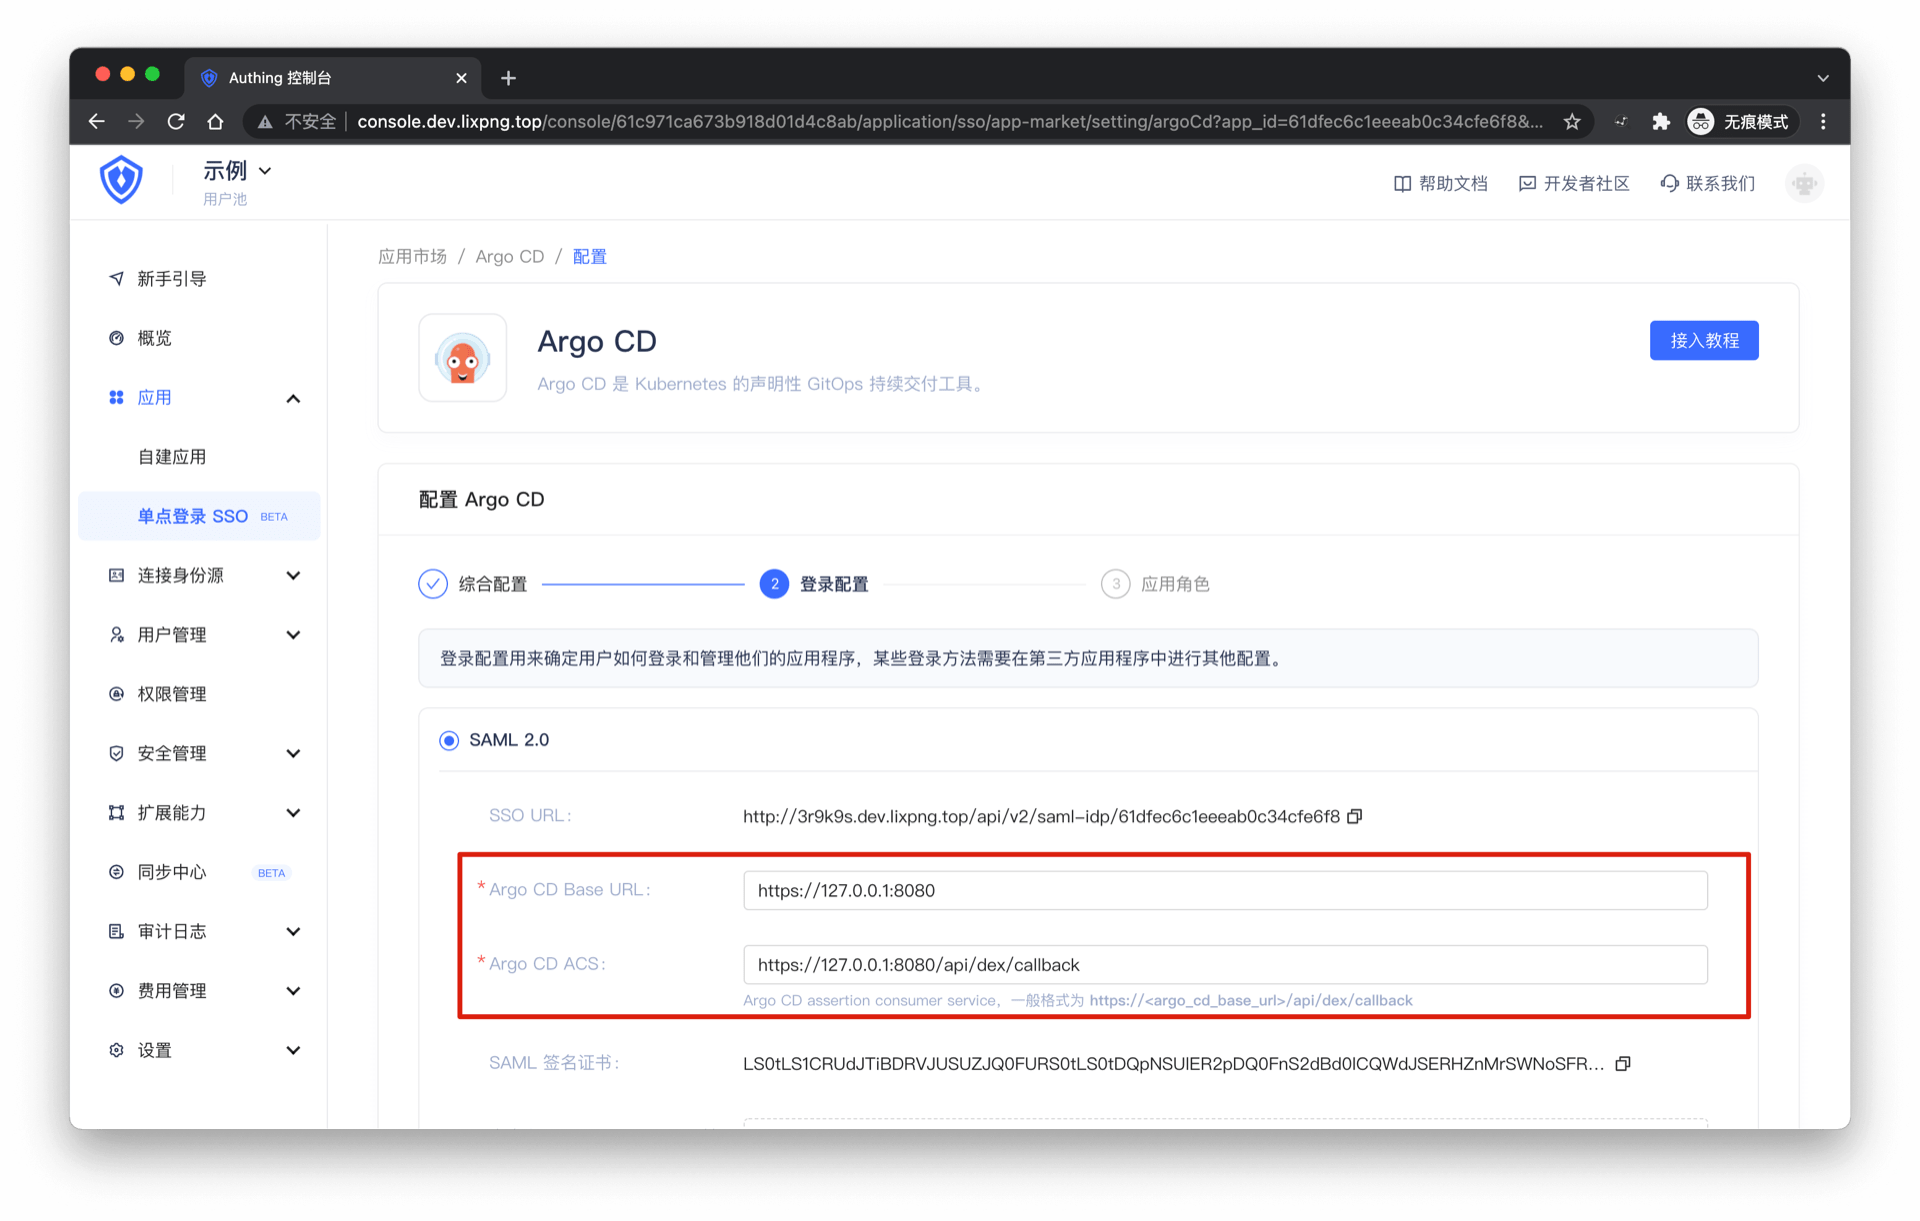 Authing 控制台
不安全 console.dev.lixpng.top/console/61c971ca673b918d01d4c8ab/application/sso/app-market/setting/argoCd?app_id=61dfec6c1eeeab0c34cfe6f8&... 无痕模式
示例
用户池
帮助文档 开发者社区 联系我们
新手引导
概览
应用
自建应用
单点登录 SSO BETA
连接身份源
用户管理
权限管理
安全管理
扩展能力
同步中心 BETA
审计日志
费用管理
设置
应用市场 / Argo CD / 配置
Argo CD
接入教程
Argo CD 是 Kubernetes 的声明性 GitOps 持续交付工具。
配置 Argo CD
综合配置 2 登录配置 3 应用角色
登录配置用来确定用户如何登录和管理他们的应用程序，某些登录方法需要在第三方应用程序中进行其他配置。
SAML 2.0
SSO URL: http://3r9k9s.dev.lixpng.top/api/v2/saml-idp/61dfec6c1eeeab0c34cfe6f8
* Argo CD Base URL: https://127.0.0.1:8080
* Argo CD ACS: https://127.0.0.1:8080/api/dex/callback
Argo CD assertion consumer service，一般格式为 https://<argo_cd_base_url>/api/dex/callback
SAML 签名证书: LS0tLS1CRUdJTiBDRVJUSUZJQ0FURS0tLS0tDQpNSUlER2pDQ0FnS2dBd0lCQWdJSERHZnMrSWNoSFR...